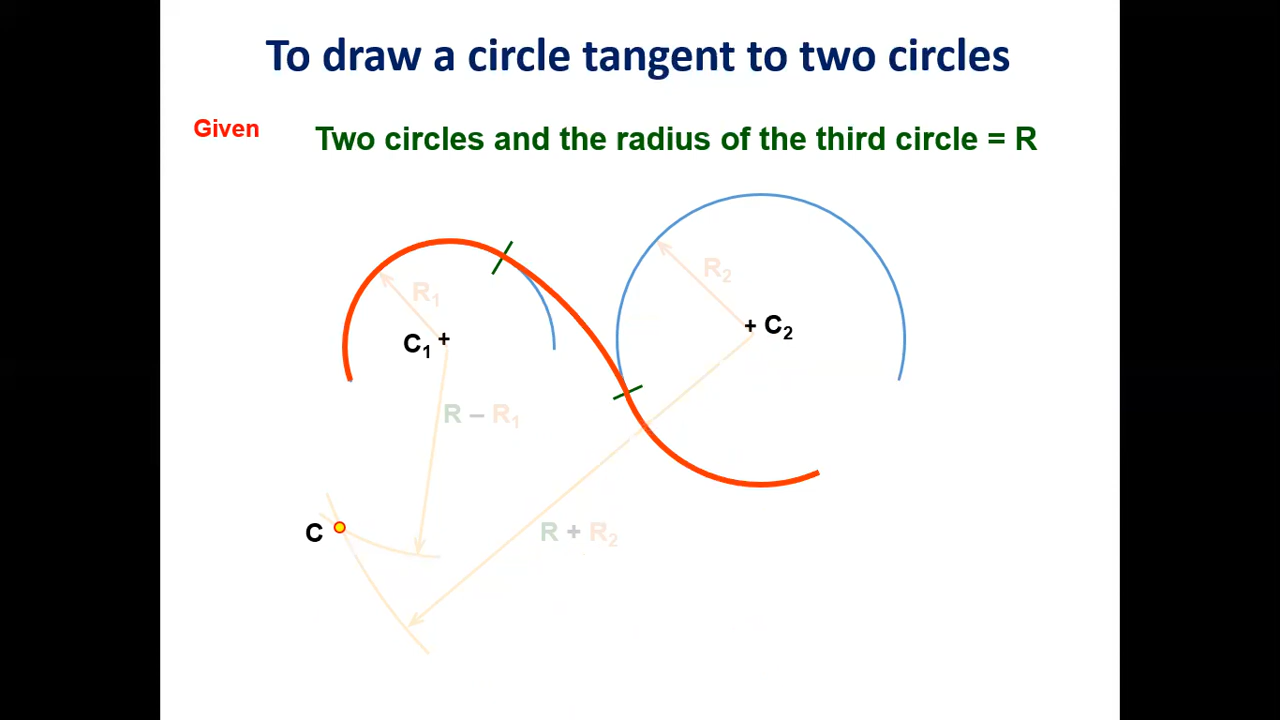 To draw a circle tangent to two circles
Given
Two circles and the radius of the third circle = R
R₂
R₁
+ C₂
C₁ +
R – R₁
C
R + R₂